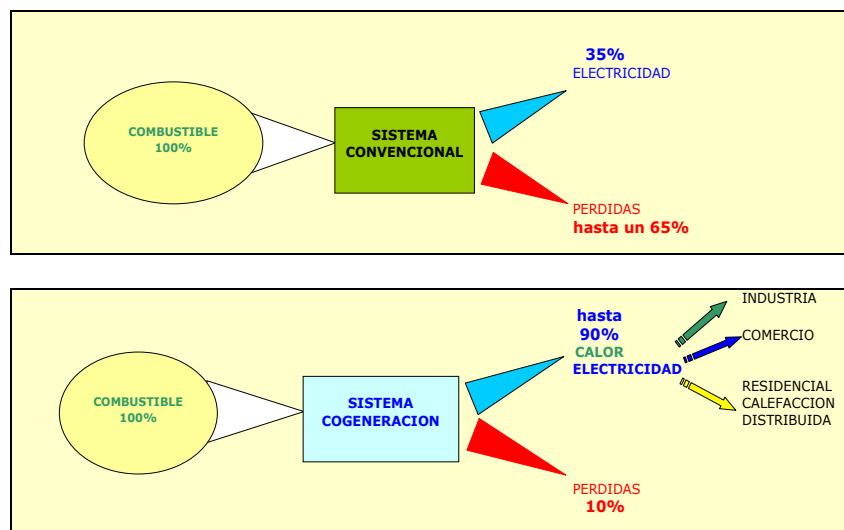 35%
ELECTRICIDAD
COMBUSTIBLE
100%
SISTEMA
CONVENCIONAL
PERDIDAS
hasta un 65%
INDUSTRIA
hasta
90%
CALOR
ELECTRICIDAD
COMERCIO
RESIDENCIAL
CALEFACCION
DISTRIBUIDA
COMBUSTIBLE
100%
SISTEMA
COGENERACION
PERDIDAS
10%